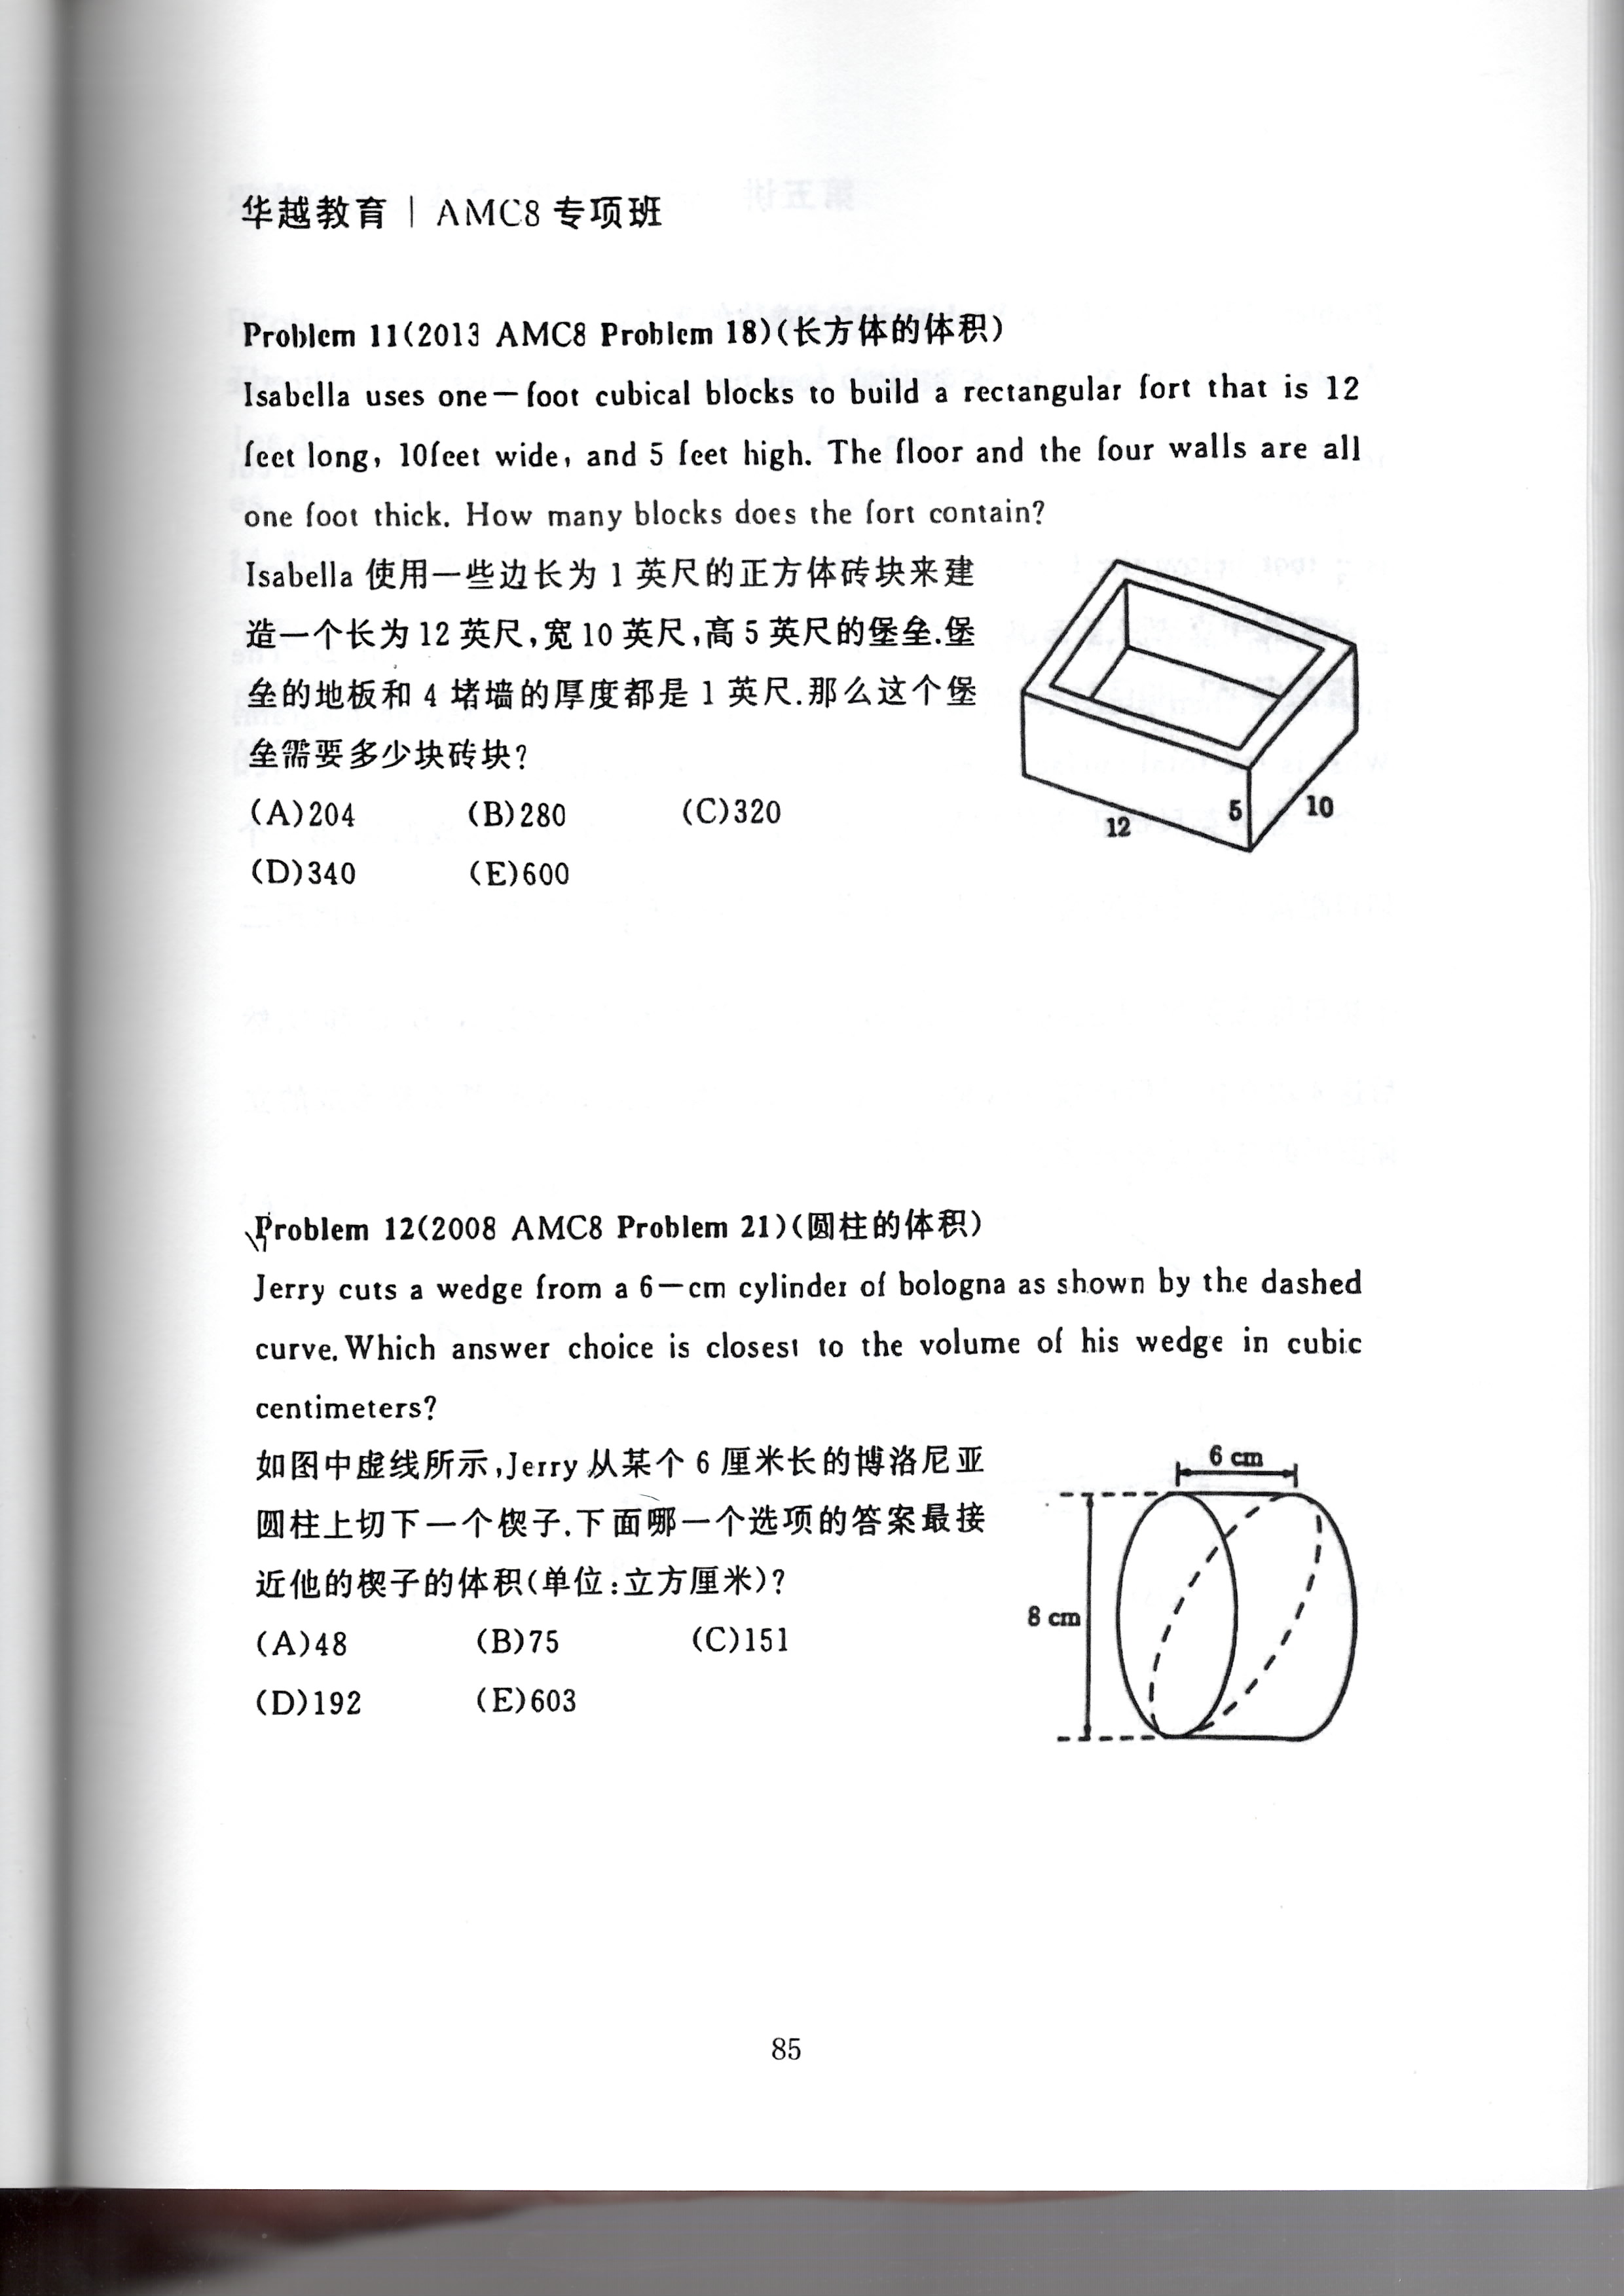 华越教育 | AMC8 专项班
Problem 11(2013 AMC8 Problem 18)(长方体的体积)
Isabella uses one—foot cubical blocks to build a rectangular fort that is 12
feet long, 10feet wide, and 5 feet high. The floor and the four walls are all
one foot thick. How many blocks does the fort contain?
Isabella 使用一些边长为 1 英尺的正方体砖块来建
造一个长为 12 英尺,宽 10 英尺,高 5 英尺的堡垒.堡
垒的地板和 4 堵墙的厚度都是 1 英尺.那么这个堡
垒需要多少块砖块?
(A)204 (B)280 (C)320
(D)340 (E)600
12
5
10
Problem 12(2008 AMC8 Problem 21)(圆柱的体积)
Jerry cuts a wedge from a 6—cm cylinder of bologna as shown by the dashed
curve. Which answer choice is closest to the volume of his wedge in cubic
centimeters?
如图中虚线所示,Jerry 从某个 6 厘米长的博洛尼亚
圆柱上切下一个楔子.下面哪一个选项的答案最接
近他的楔子的体积(单位:立方厘米)?
(A)48 (B)75 (C)151
(D)192 (E)603
6 cm
8 cm
85